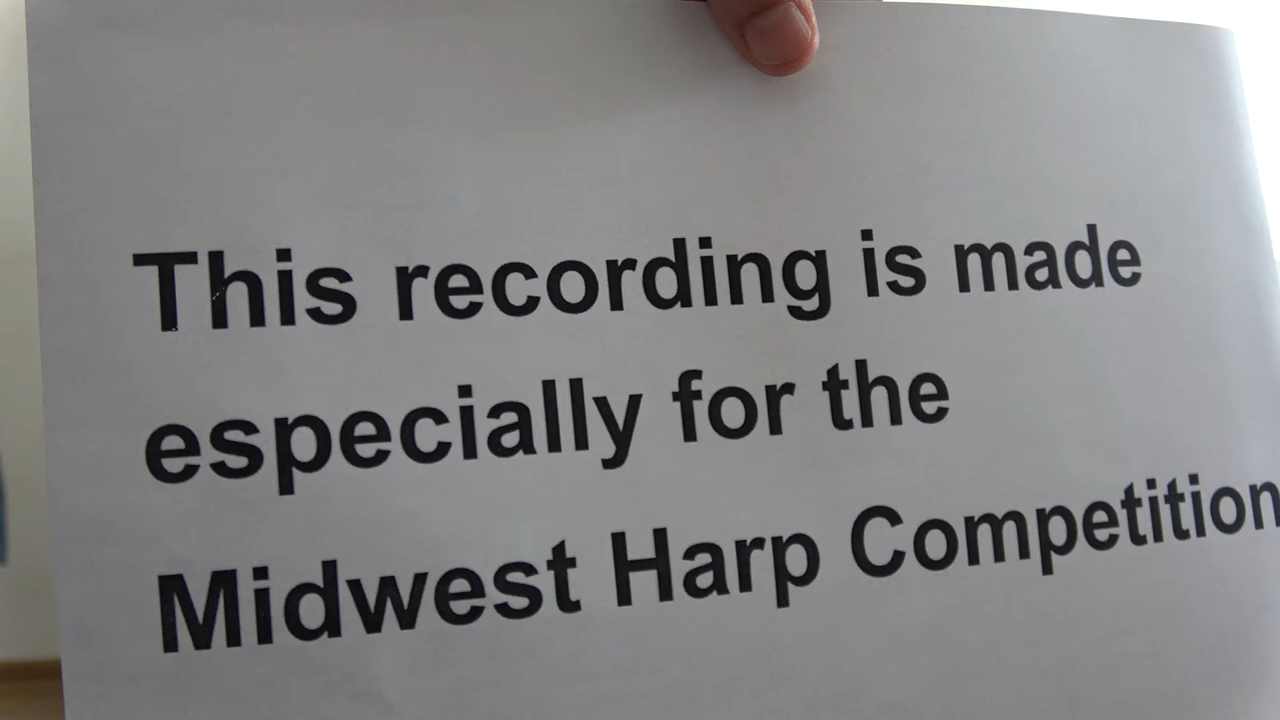 This recording is made
especially for the
Midwest Harp Competition